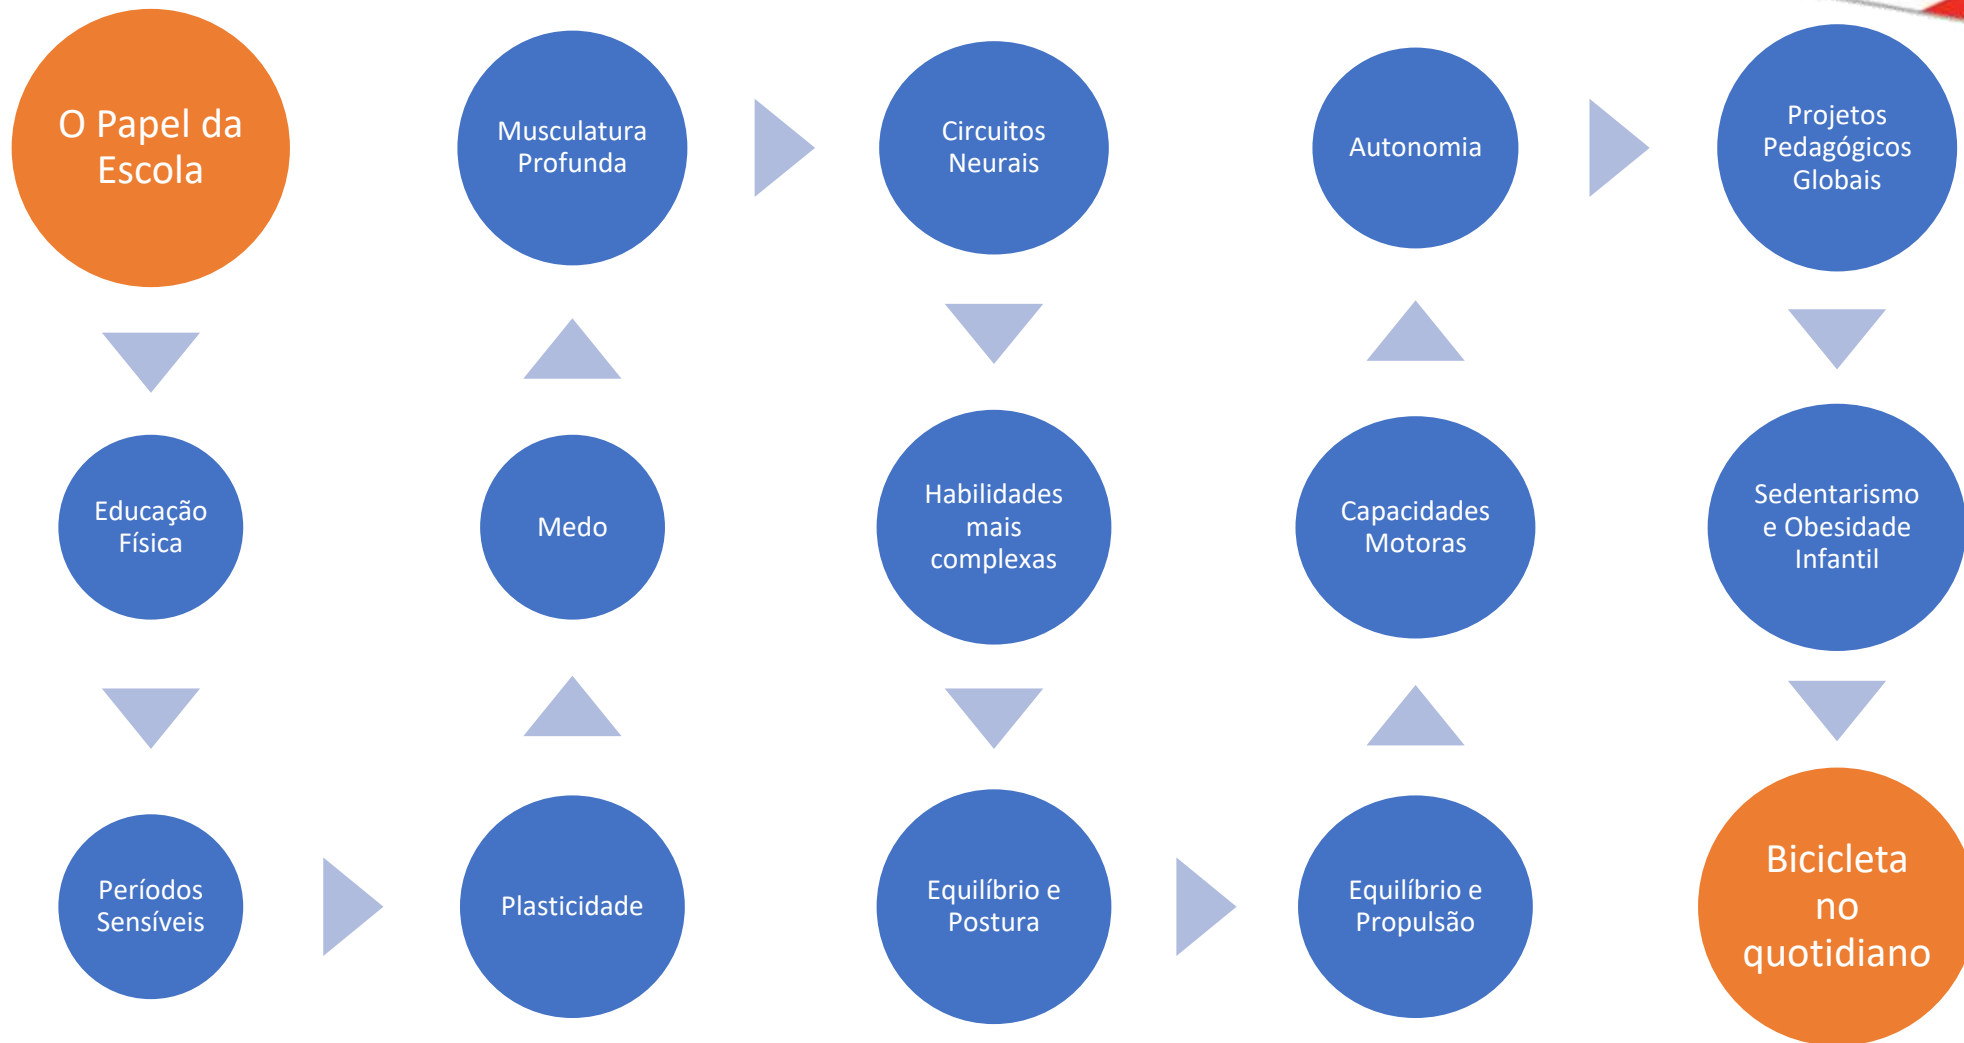 O Papel da
Escola
Educação
Física
Períodos
Sensíveis
Plasticidade
Medo
Musculatura
Profunda
Circuitos
Neurais
Habilidades
mais
complexas
Equilíbrio e
Postura
Equilíbrio e
Propulsão
Capacidades
Motoras
Autonomia
Projetos
Pedagógicos
Globais
Sedentarismo
e Obesidade
Infantil
Bicicleta
no
quotidiano